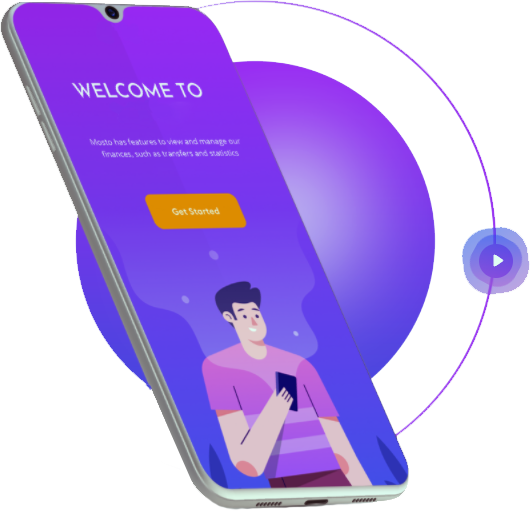 WELCOME TO
Mosto has features to view and manage our
finances, such as transfers and statistics
Get Started